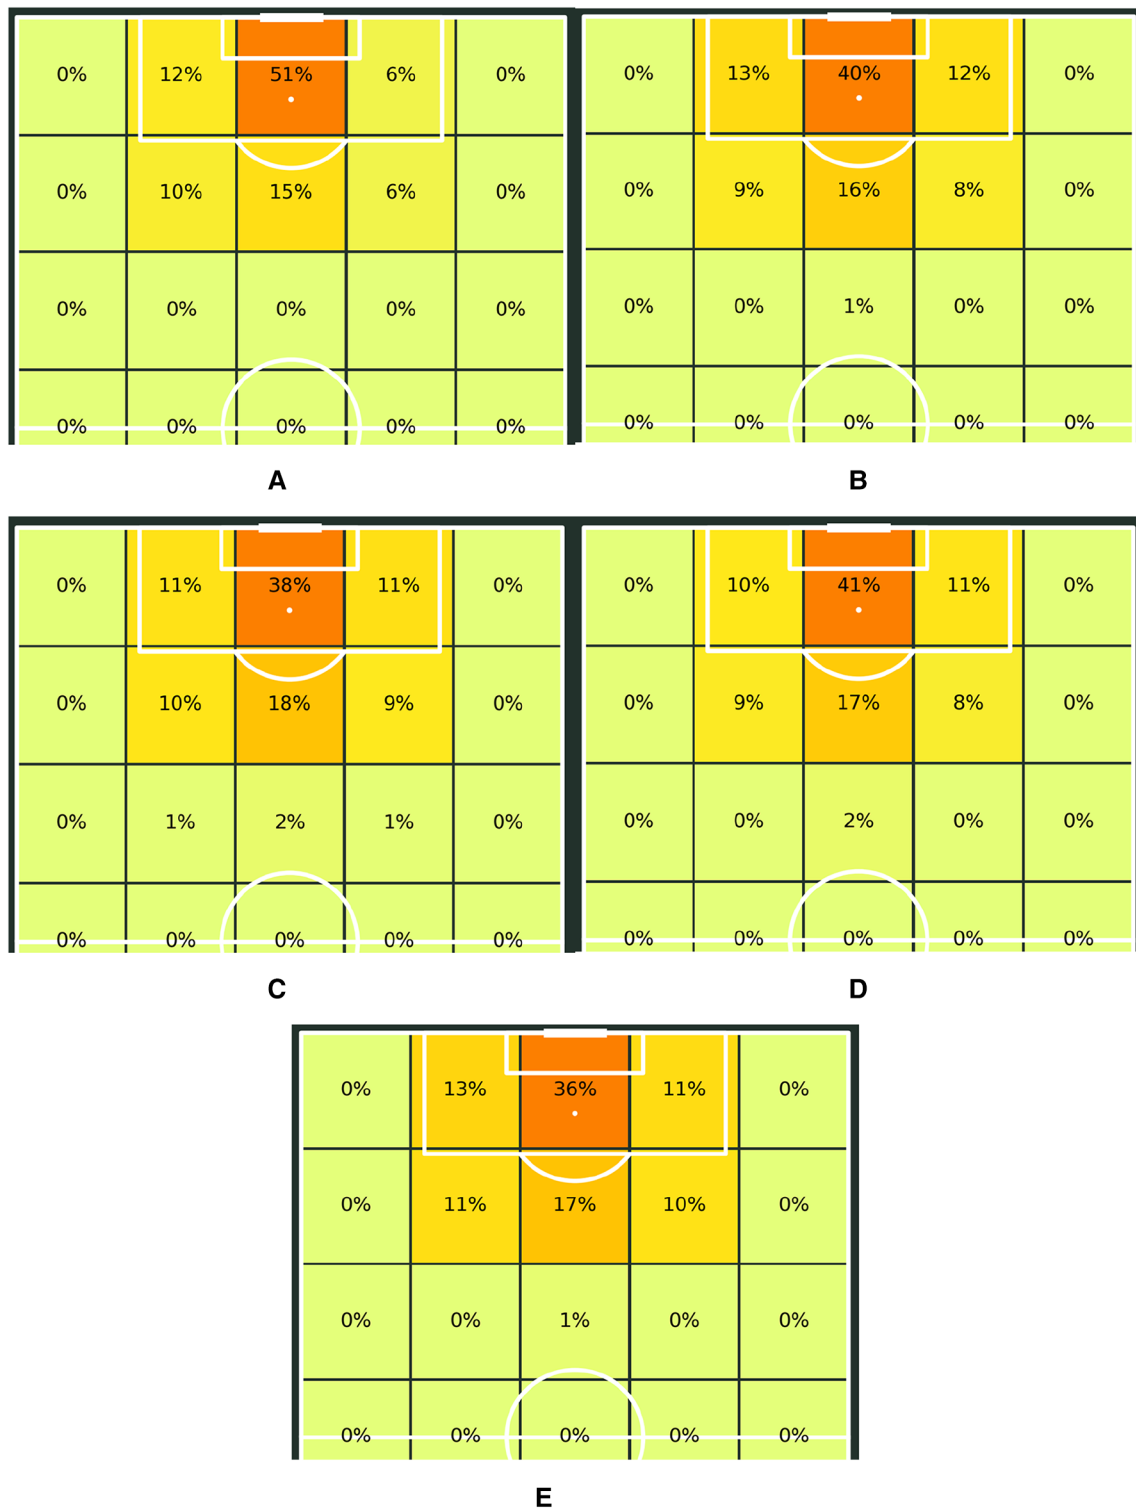 0% 12% 51% 6% 0%
0% 10% 15% 6% 0%
0% 0% 0% 0% 0%
0% 0% 0% 0% 0%
A
0% 13% 40% 12% 0%
0% 9% 16% 8% 0%
0% 0% 1% 0% 0%
0% 0% 0% 0% 0%
B
0% 11% 38% 11% 0%
0% 10% 18% 9% 0%
0% 1% 2% 1% 0%
0% 0% 0% 0% 0%
C
0% 10% 41% 11% 0%
0% 9% 17% 8% 0%
0% 0% 2% 0% 0%
0% 0% 0% 0% 0%
D
0% 13% 36% 11% 0%
0% 11% 17% 10% 0%
0% 0% 1% 0% 0%
0% 0% 0% 0% 0%
E